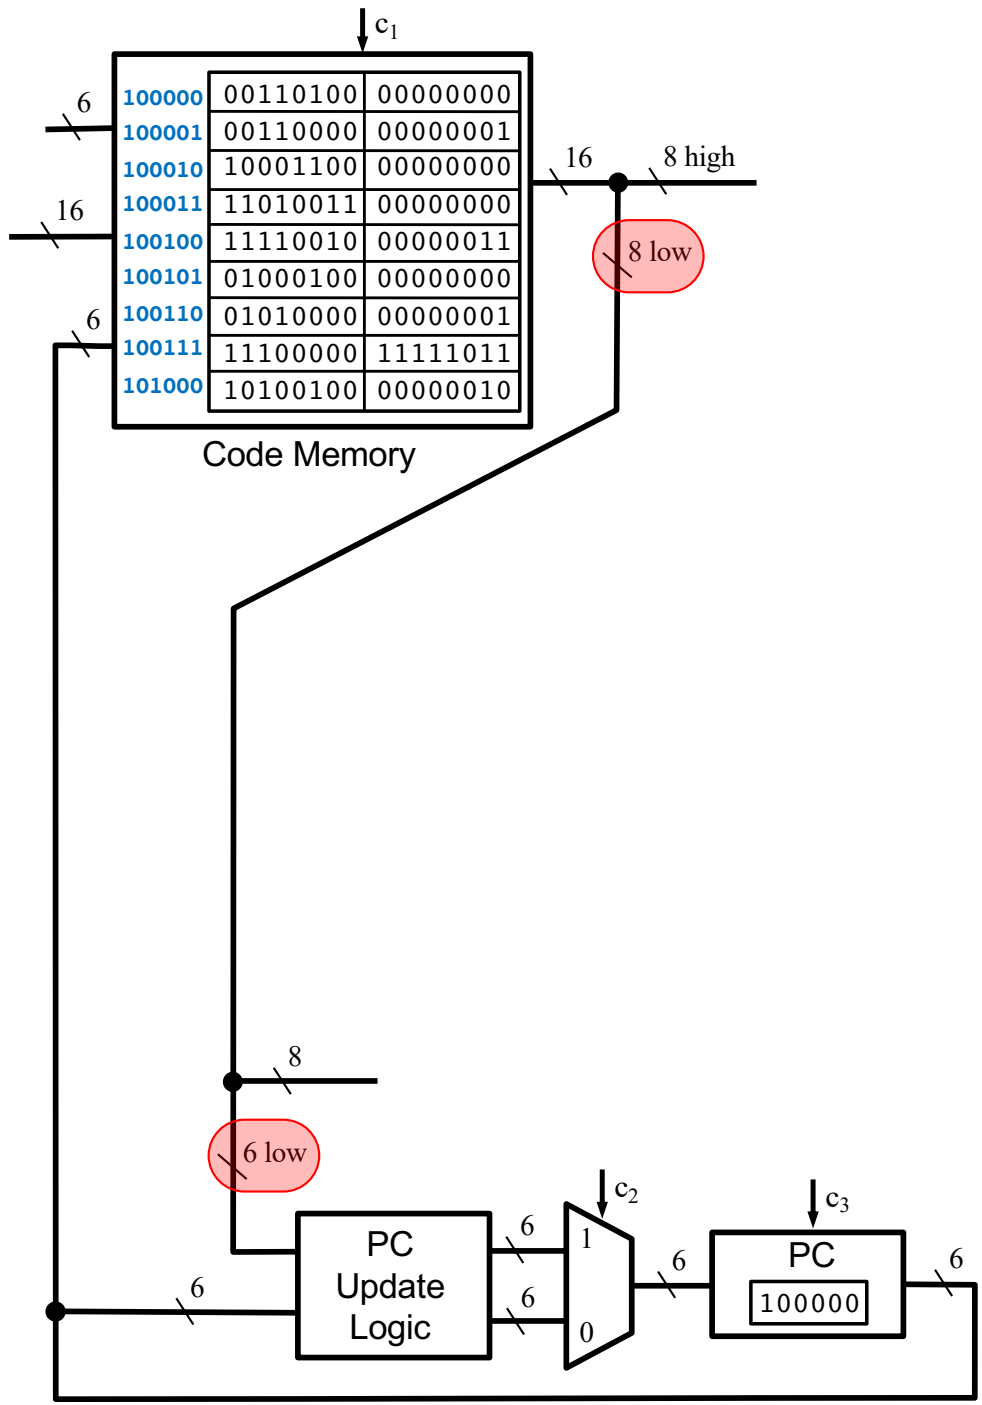 c1
6
100000 00110100 00000000
100001 00110000 00000001
100010 10001100 00000000
100011 11010011 00000000
100100 11110010 00000011
100101 01000100 00000000
100110 01010000 00000001
100111 11100000 11111011
101000 10100100 00000010
16
6
16
8 high
8 low
Code Memory
8
6 low
6
PC
Update
Logic
6
6
c2
1
0
6
c3
PC
100000
6